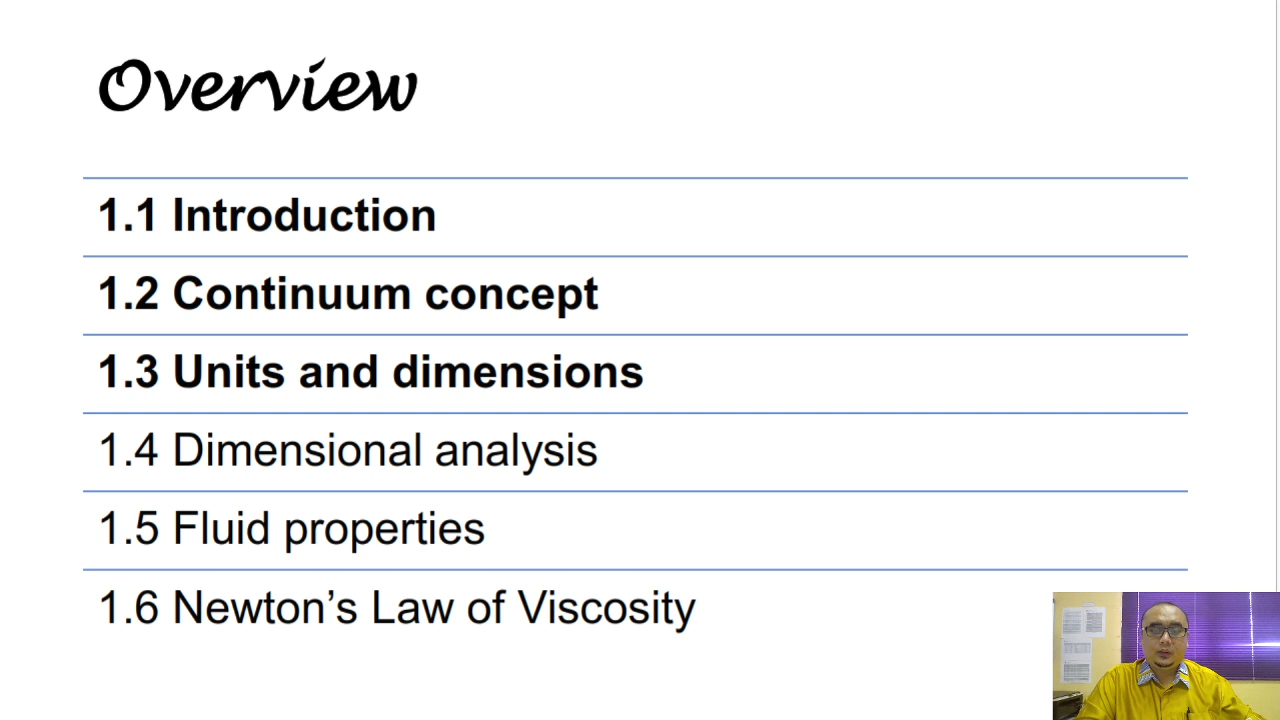 Overview
1.1 Introduction
1.2 Continuum concept
1.3 Units and dimensions
1.4 Dimensional analysis
1.5 Fluid properties
1.6 Newton’s Law of Viscosity